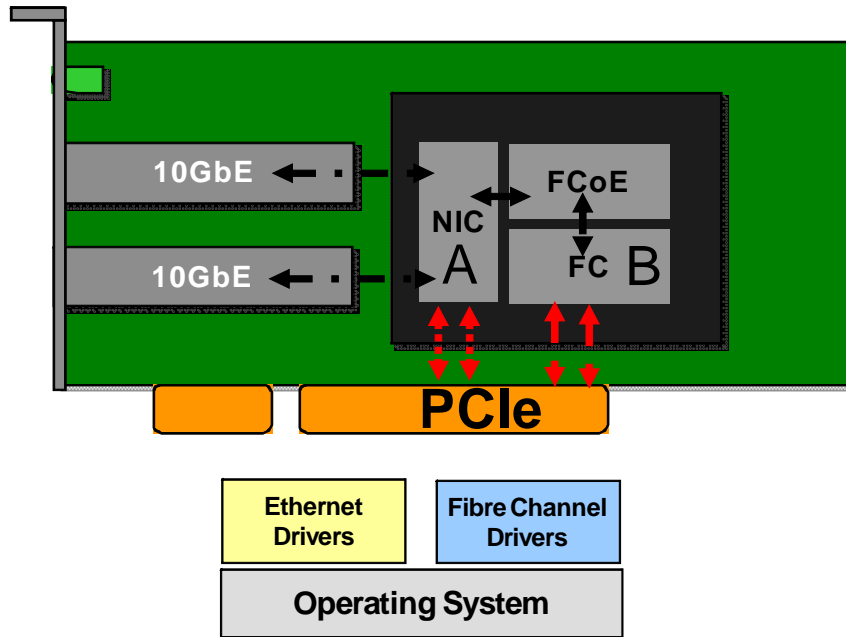 10GbE
FCoE
NIC
A
FC B
10GbE
PCIe
Ethernet
Drivers
Fibre Channel
Drivers
Operating System